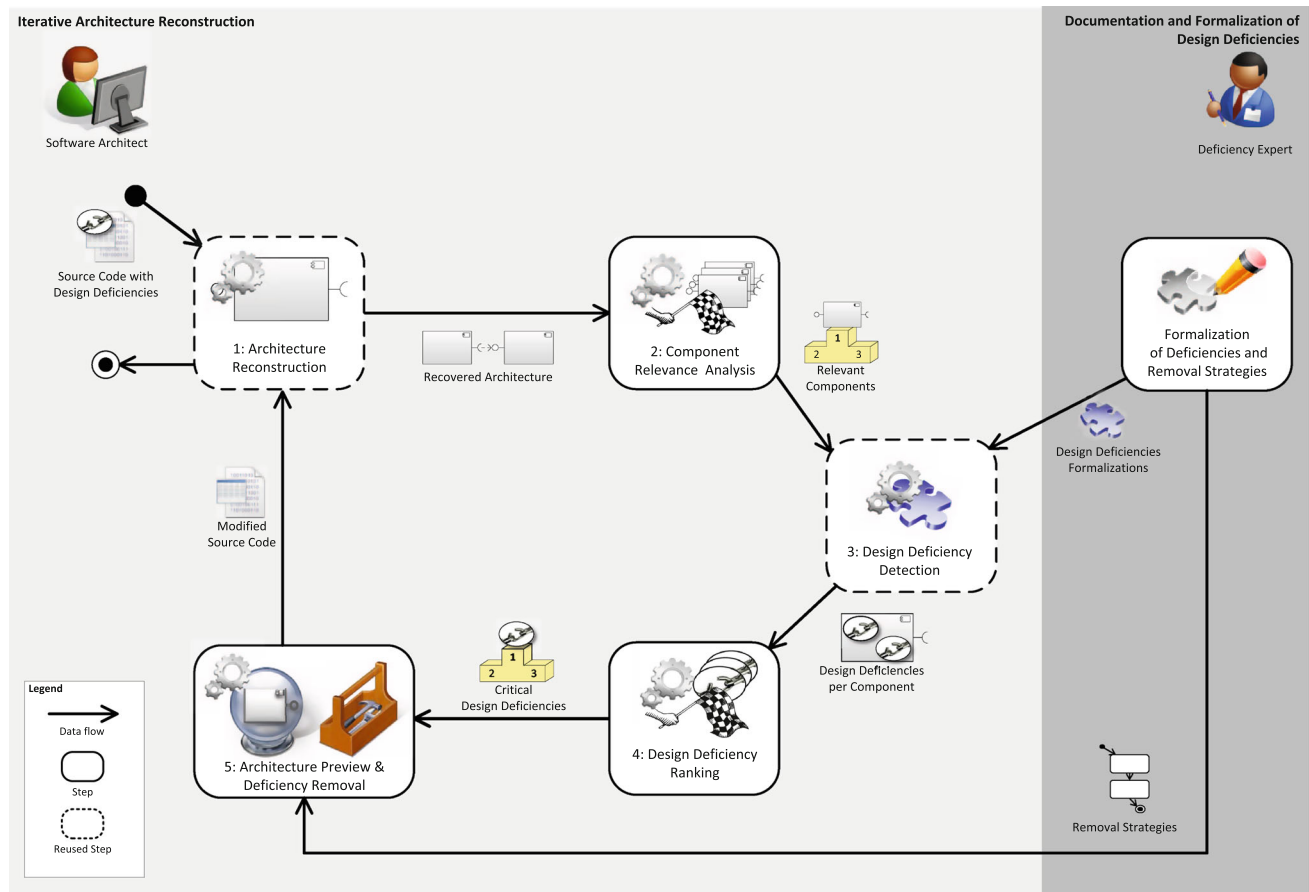 Iterative Architecture Reconstruction
Documentation and Formalization of
Design Deficiencies
Software Architect
Deficiency Expert
Source Code with
Design Deficiencies
1: Architecture
Reconstruction
Recovered Architecture
2: Component
Relevance Analysis
1
2
3
Relevant
Components
Formalization
of Deficiencies and
Removal Strategies
Design Deficiencies
Formalizations
3: Design Deficiency
Detection
Modified
Source Code
Design Deficiencies
per Component
1
2
3
Critical
Design Deficiencies
4: Design Deficiency
Ranking
5: Architecture Preview &
Deficiency Removal
Removal Strategies
Legend
Data flow
Step
Reused Step